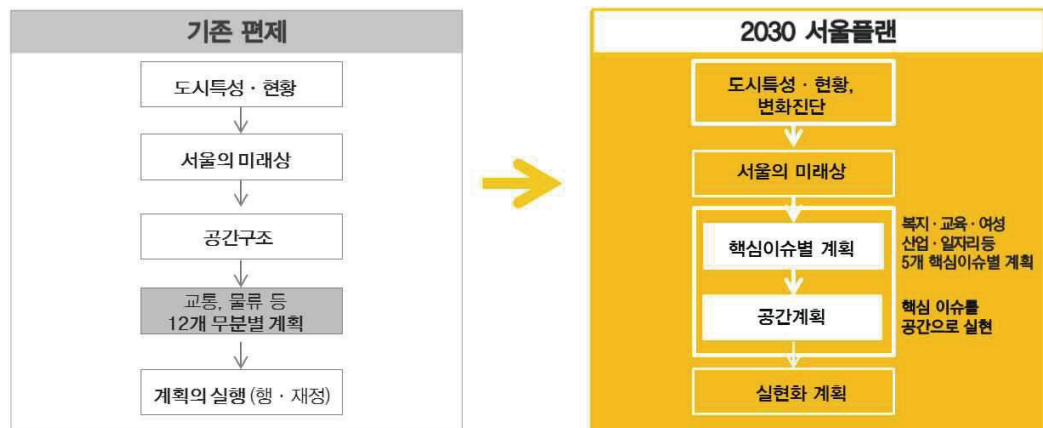 기존 편제
도시특성 · 현황
서울의 미래상
공간구조
교통, 물류 등
12개 무분별 계획
계획의 실행 (행 · 재정)
2030 서울플랜
도시특성 · 현황,
변화진단
서울의 미래상
핵심이슈별 계획
복지 · 교육 · 여성
산업 · 일자리등
5개 핵심이슈별 계획
공간계획
핵심 이슈를
공간으로 실현
실현화 계획